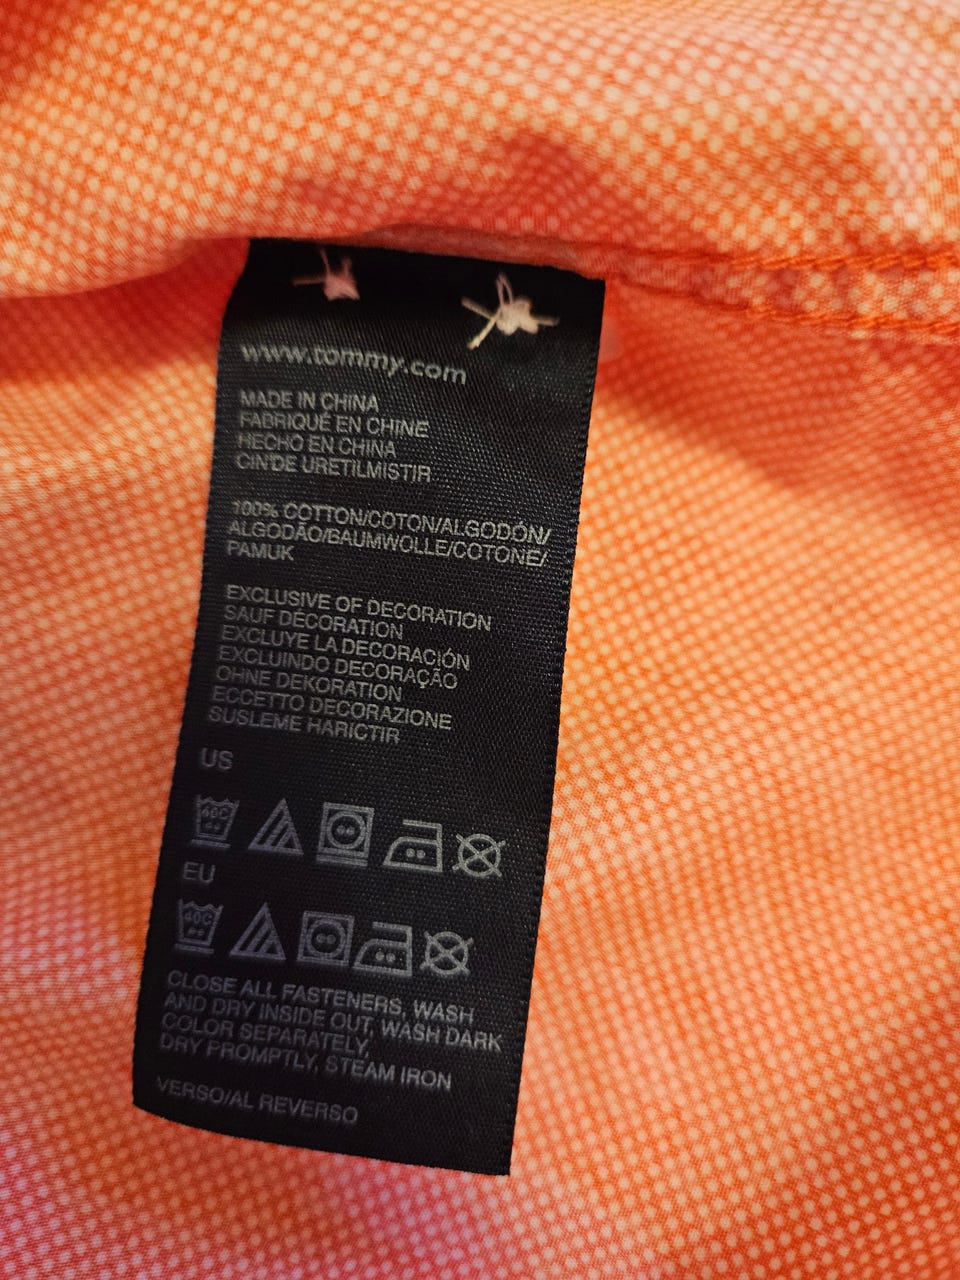 www.tommy.com
MADE IN CHINA
FABRIQUÉ EN CHINE
HECHO EN CHINA
CIN'DE URETILMISTIR
100% COTTON/COTON/ALGODÓN/
ALGODÃO/BAUMWOLLE/COTONE/
PAMUK
EXCLUSIVE OF DECORATION
SAUF DÉCORATION
EXCLUYE LA DECORACIÓN
EXCLUINDO DECORAÇÃO
OHNE DEKORATION
ECCETTO DECORAZIONE
SUSLEME HARICTIR
US
40C
EU
40C
CLOSE ALL FASTENERS, WASH
AND DRY INSIDE OUT, WASH DARK
COLOR SEPARATELY,
DRY PROMPTLY, STEAM IRON
VERSO/AL REVERSO